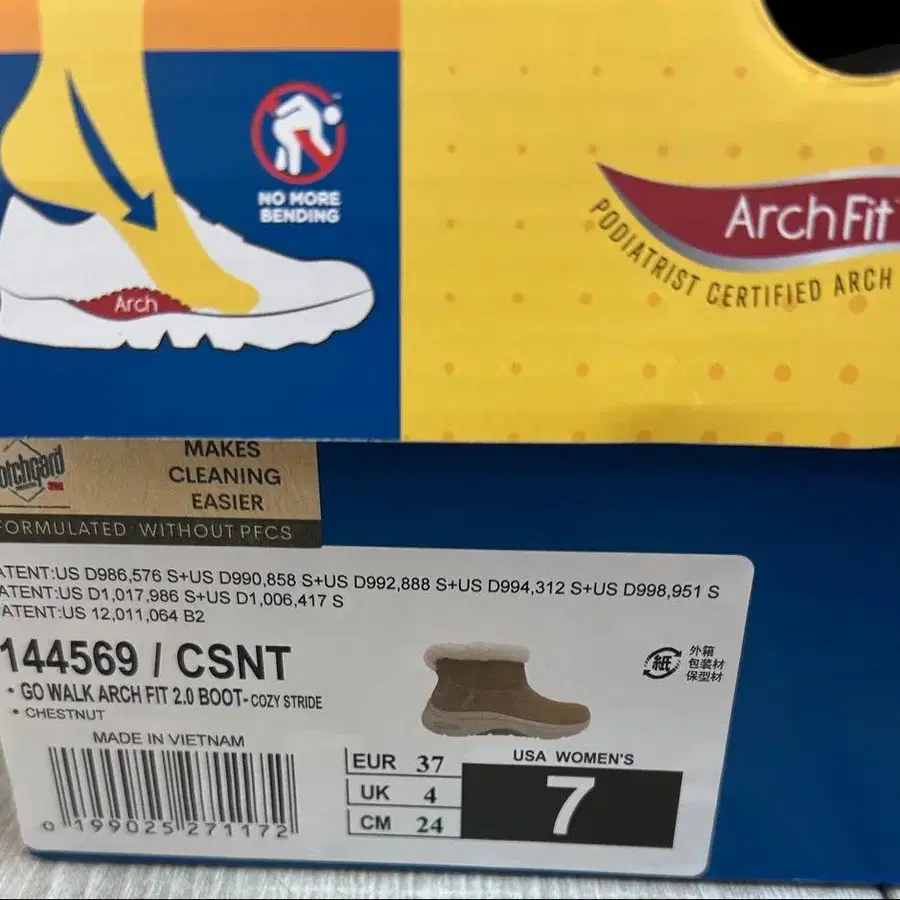 NO MORE
BENDING
Arch
Arch Fit
PODIATRIST CERTIFIED ARCH
MAKES
CLEANING
EASIER
FORMULATED WITHOUT PFCS
US D986,576 S+US D990,858 S+US D992,888 S+US D994,312 S+US D998,951 S
US D1,017,986 S+US D1,006,417 S
US 12,011,064 B2
144569 / CSNT
• GO WALK ARCH FIT 2.0 BOOT-COZY STRIDE
• CHESTNUT
MADE IN VIETNAM
0 199025 271172
EUR 37
UK 4
CM 24
USA WOMEN'S
7
紙
外箱
包装材
保型材